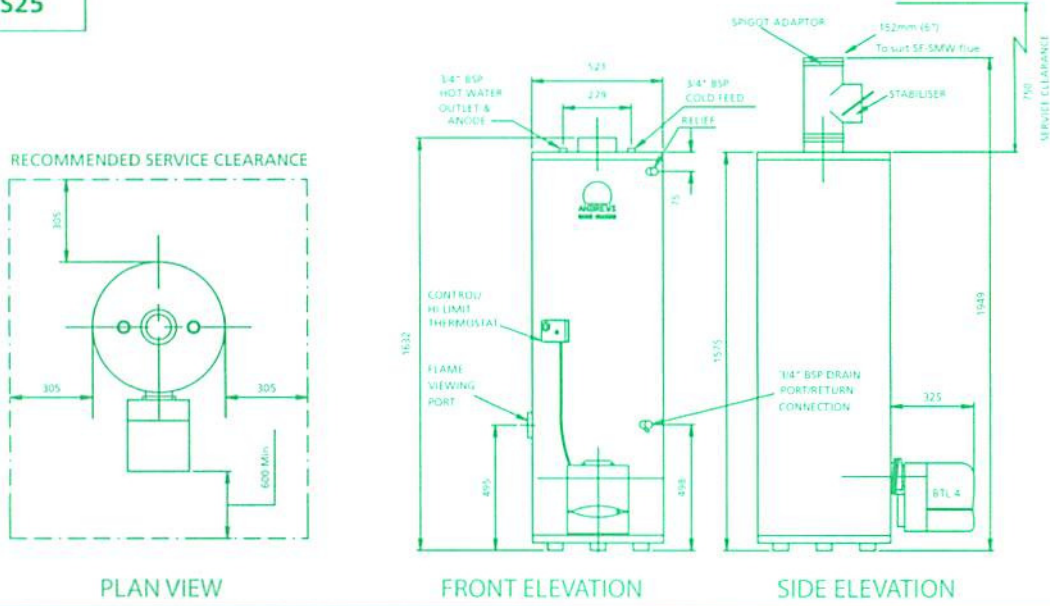 S25
RECOMMENDED SERVICE CLEARANCE
305
305
305
600 Min
PLAN VIEW
523
279
3/4" BSP
HOT WATER
OUTLET &
ANODE
3/4" BSP
COLD FEED
RELIEF
75
ANDREWS
1632
CONTROL/
HI LIMIT
THERMOSTAT
FLAME
VIEWING
PORT
495
498
FRONT ELEVATION
SPIGOT ADAPTOR
152mm (6")
To suit SF-SMW flue
STABILISER
750
SERVICE CLEARANCE
1575
1949
3/4" BSP DRAIN
PORT/RETURN
CONNECTION
325
BTL 4
SIDE ELEVATION